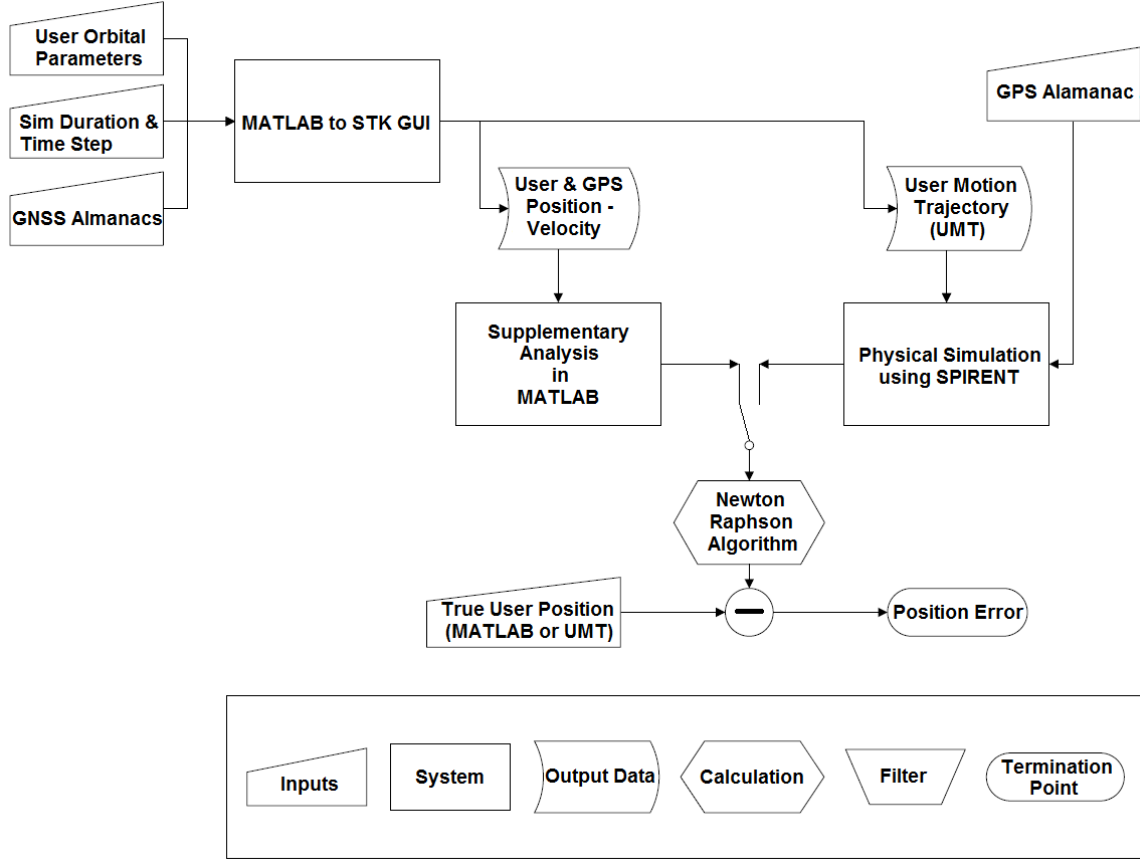 User Orbital
Parameters
Sim Duration &
Time Step
GNSS Almanacs
MATLAB to STK GUI
GPS Alamanac
User & GPS
Position -
Velocity
User Motion
Trajectory
(UMT)
Supplementary
Analysis
in
MATLAB
Physical Simulation
using SPIRENT
Newton
Raphson
Algorithm
True User Position
(MATLAB or UMT)
Position Error
Inputs
System
Output Data
Calculation
Filter
Termination
Point